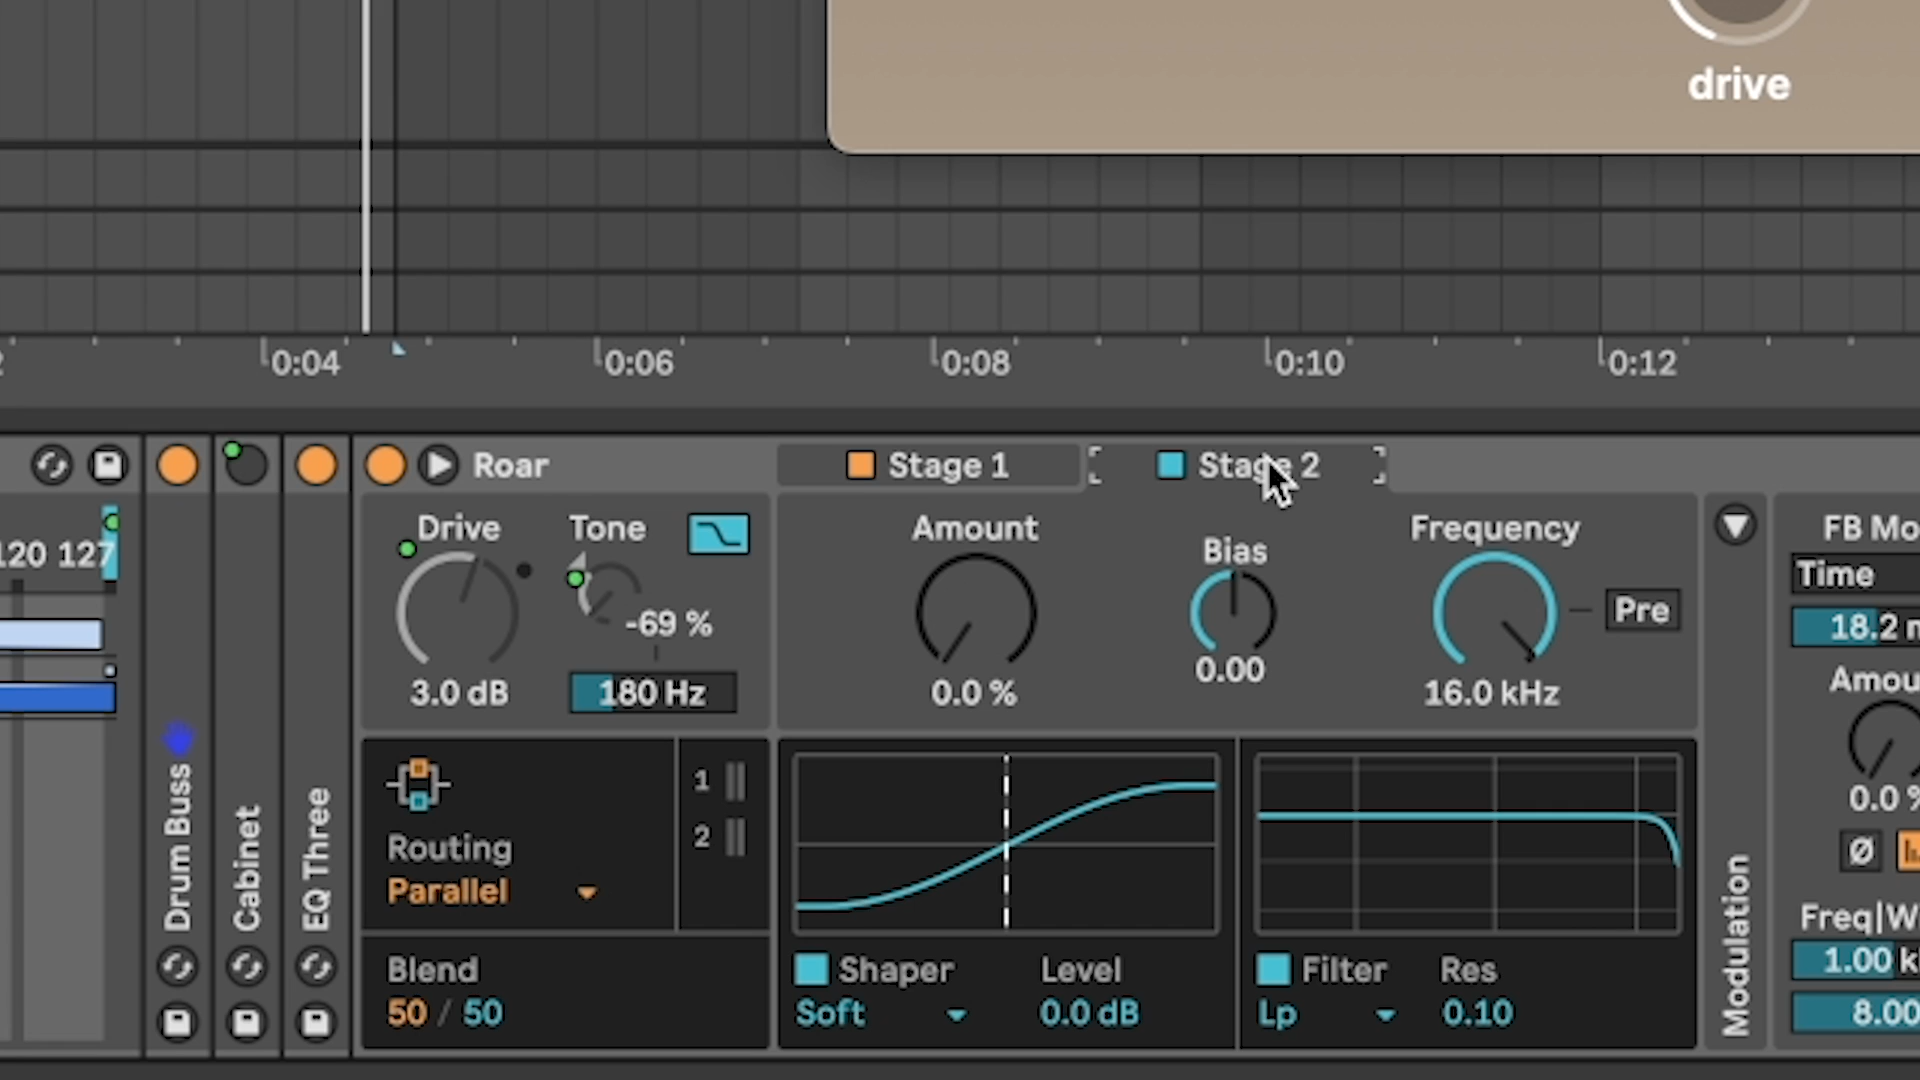 drive
0:04 0:06 0:08 0:10 0:12
Roar Stage 1 Stage 2
120 127
Drive Tone Amount Bias Frequency FB Mo
Time
-69 % Pre
18.2
3.0 dB 180 Hz 0.0 % 0.00 16.0 kHz
Amou
1
2
Routing
Parallel
0.0 %
Ø
Drum Buss
Cabinet
EQ Three
Modulation
Freq|W
1.00 k
8.00
Blend
50 / 50
Shaper Level Filter Res
Soft 0.0 dB Lp 0.10